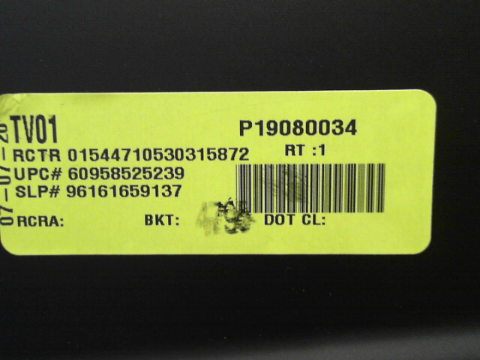 TV01
P19080034
RCTR 01544710530315872
RT :1
UPC# 60958525239
SLP# 96161659137
RCRA:
BKT:
DOT CL: